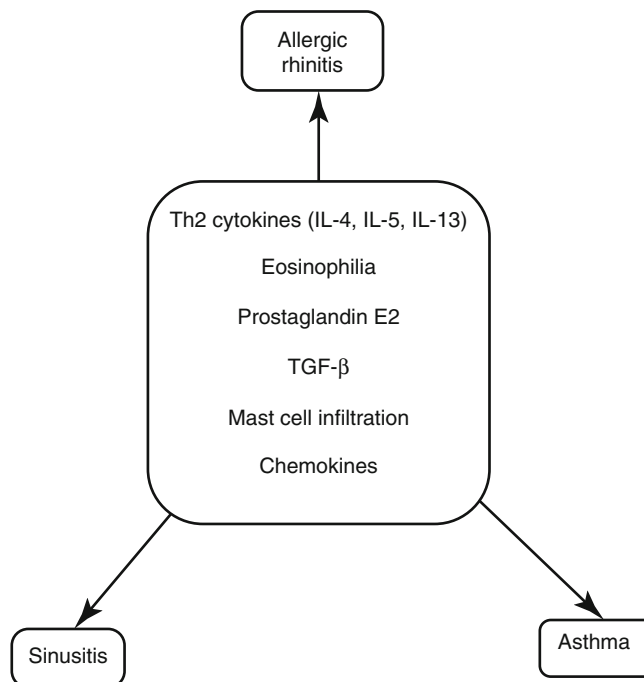 Allergic
rhinitis
Th2 cytokines (IL-4, IL-5, IL-13)
Eosinophilia
Prostaglandin E2
TGF-β
Mast cell infiltration
Chemokines
Sinusitis
Asthma